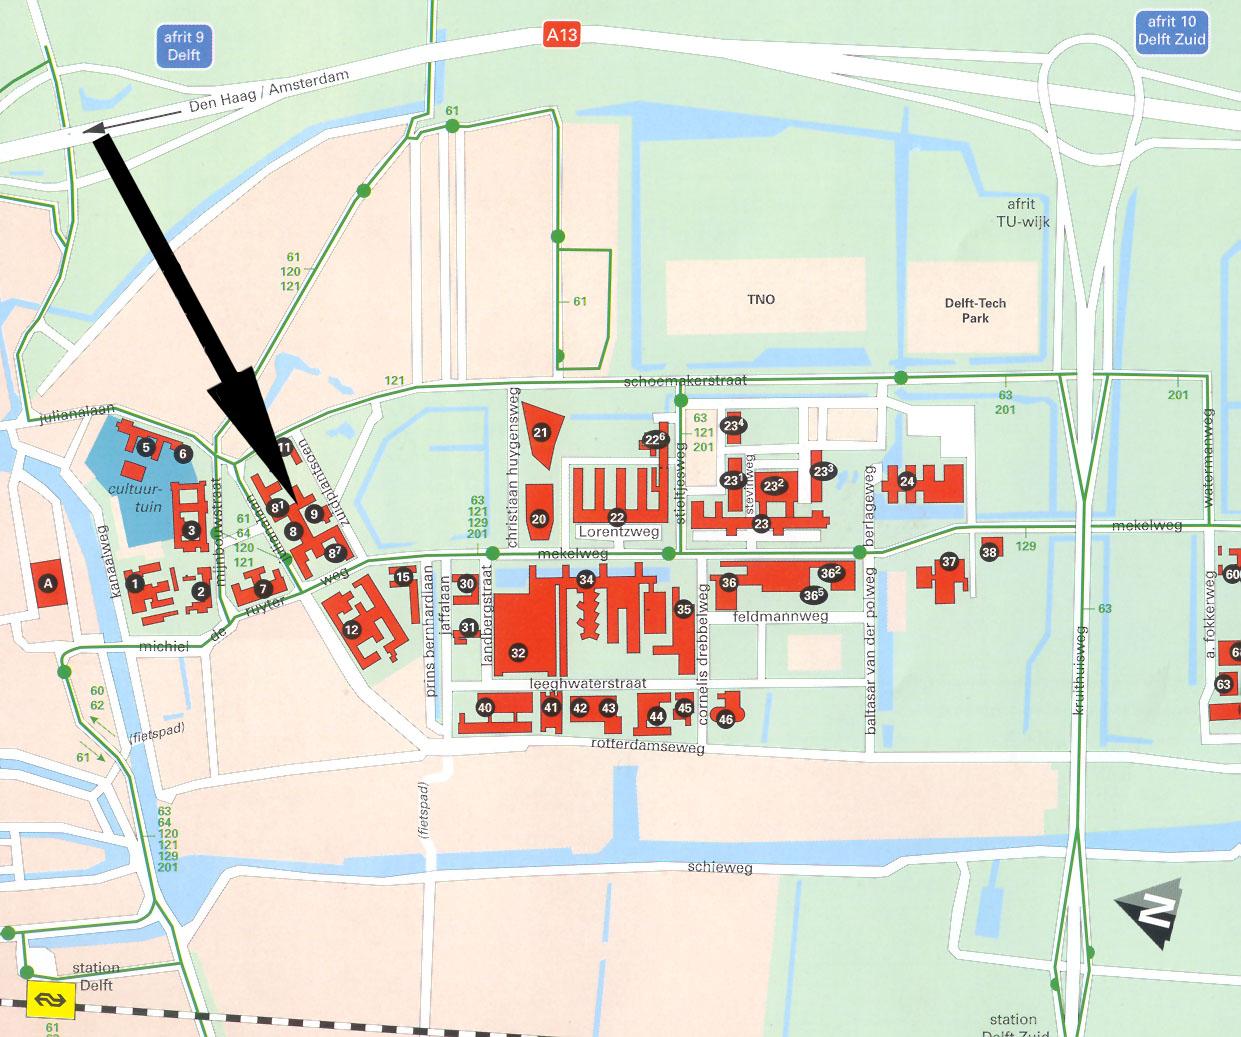 afrit 9
Delft
A13
afrit 10
Delft Zuid
Den Haag / Amsterdam
61
afrit
TU-wijk
61
120
121
61
TNO
Delft-Tech
Park
121
schoemakerstraat
63
201
201
julianalaan
christiaan huygensweg
stieltjesweg
63
121
201
stevinweg
berlageweg
watermanweg
5
6
11
zuidplantsoen
21
22⁶
23⁴
23¹
23²
23³
24
cultuur-
tuin
3
mijnbouwstraat
61
64
120
121
julianalaan
8¹
9
8
8⁷
63
121
129
201
20
22
Lorentzweg
23
mekelweg
mekelweg
129
38
37
kanaalweg
A
1
2
7
weg
ruyter
de
michiel
12
15
prins bernhardlaan
jaffalaan
30
31
landbergstraat
32
34
35
36
36²
36⁵
feldmannweg
cornelis drebbelweg
baltasar van der polweg
kruithuisweg
63
a. fokkerweg
60
6
63
leeghwaterstraat
40
41
42
43
44
45
46
rotterdamseweg
60
62
(fietspad)
61
(fietspad)
63
64
120
121
129
201
schieweg
N
station
Delft
61
station
Delft Zuid